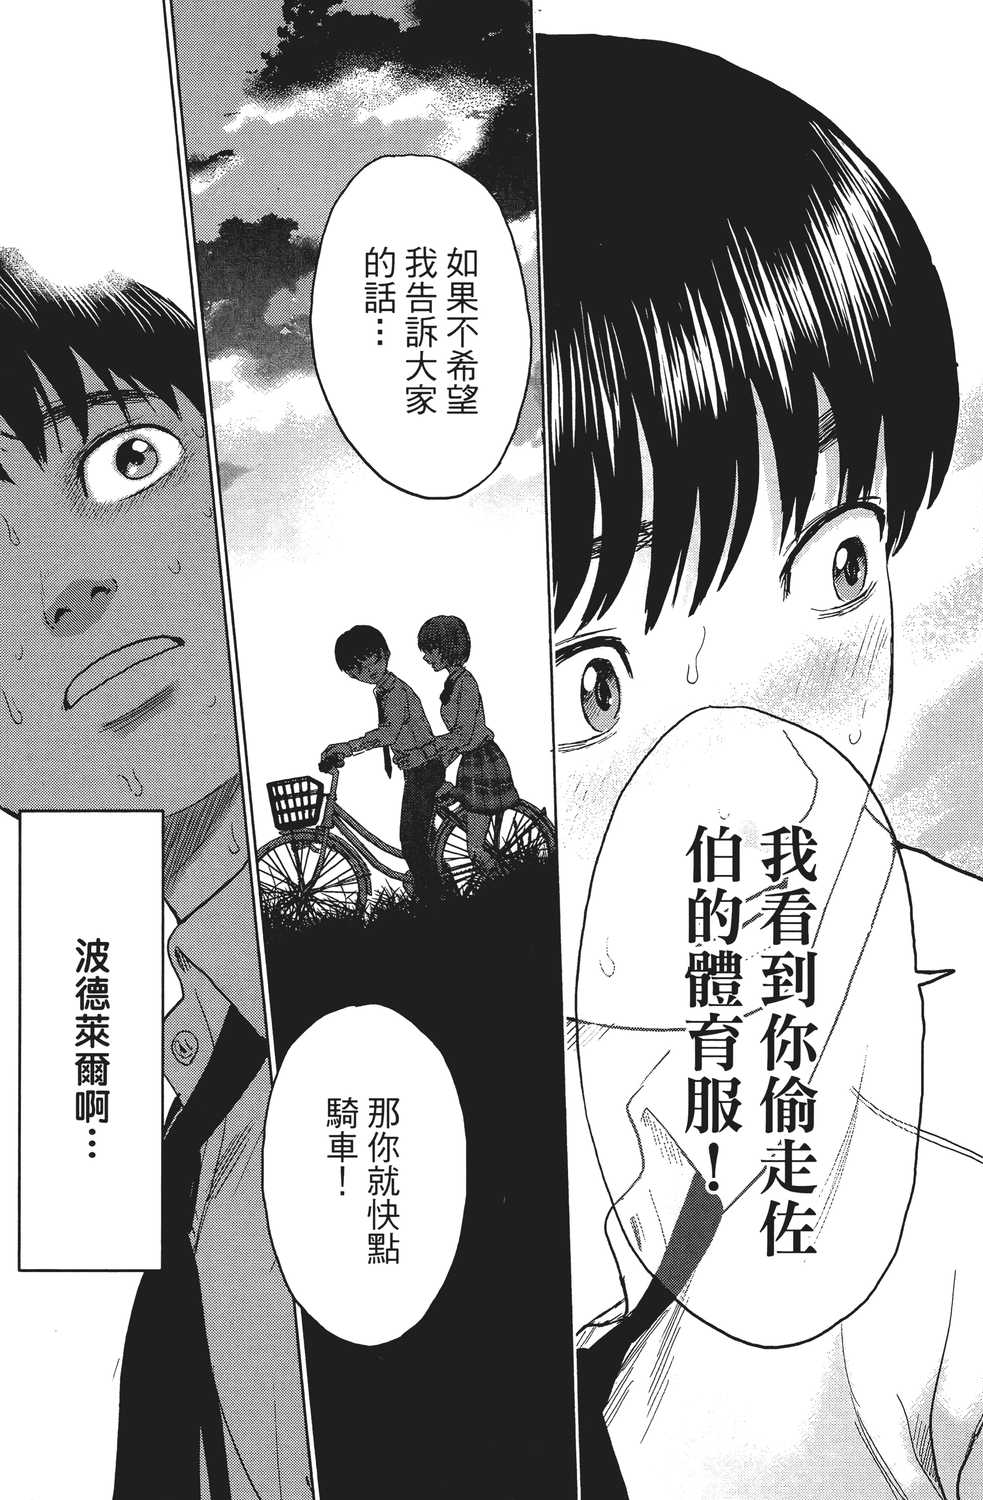 我看到你偷走佐
伯的體育服！
如果不希望
我告訴大家
的話…
那你就快點
騎車！
波德萊爾啊…